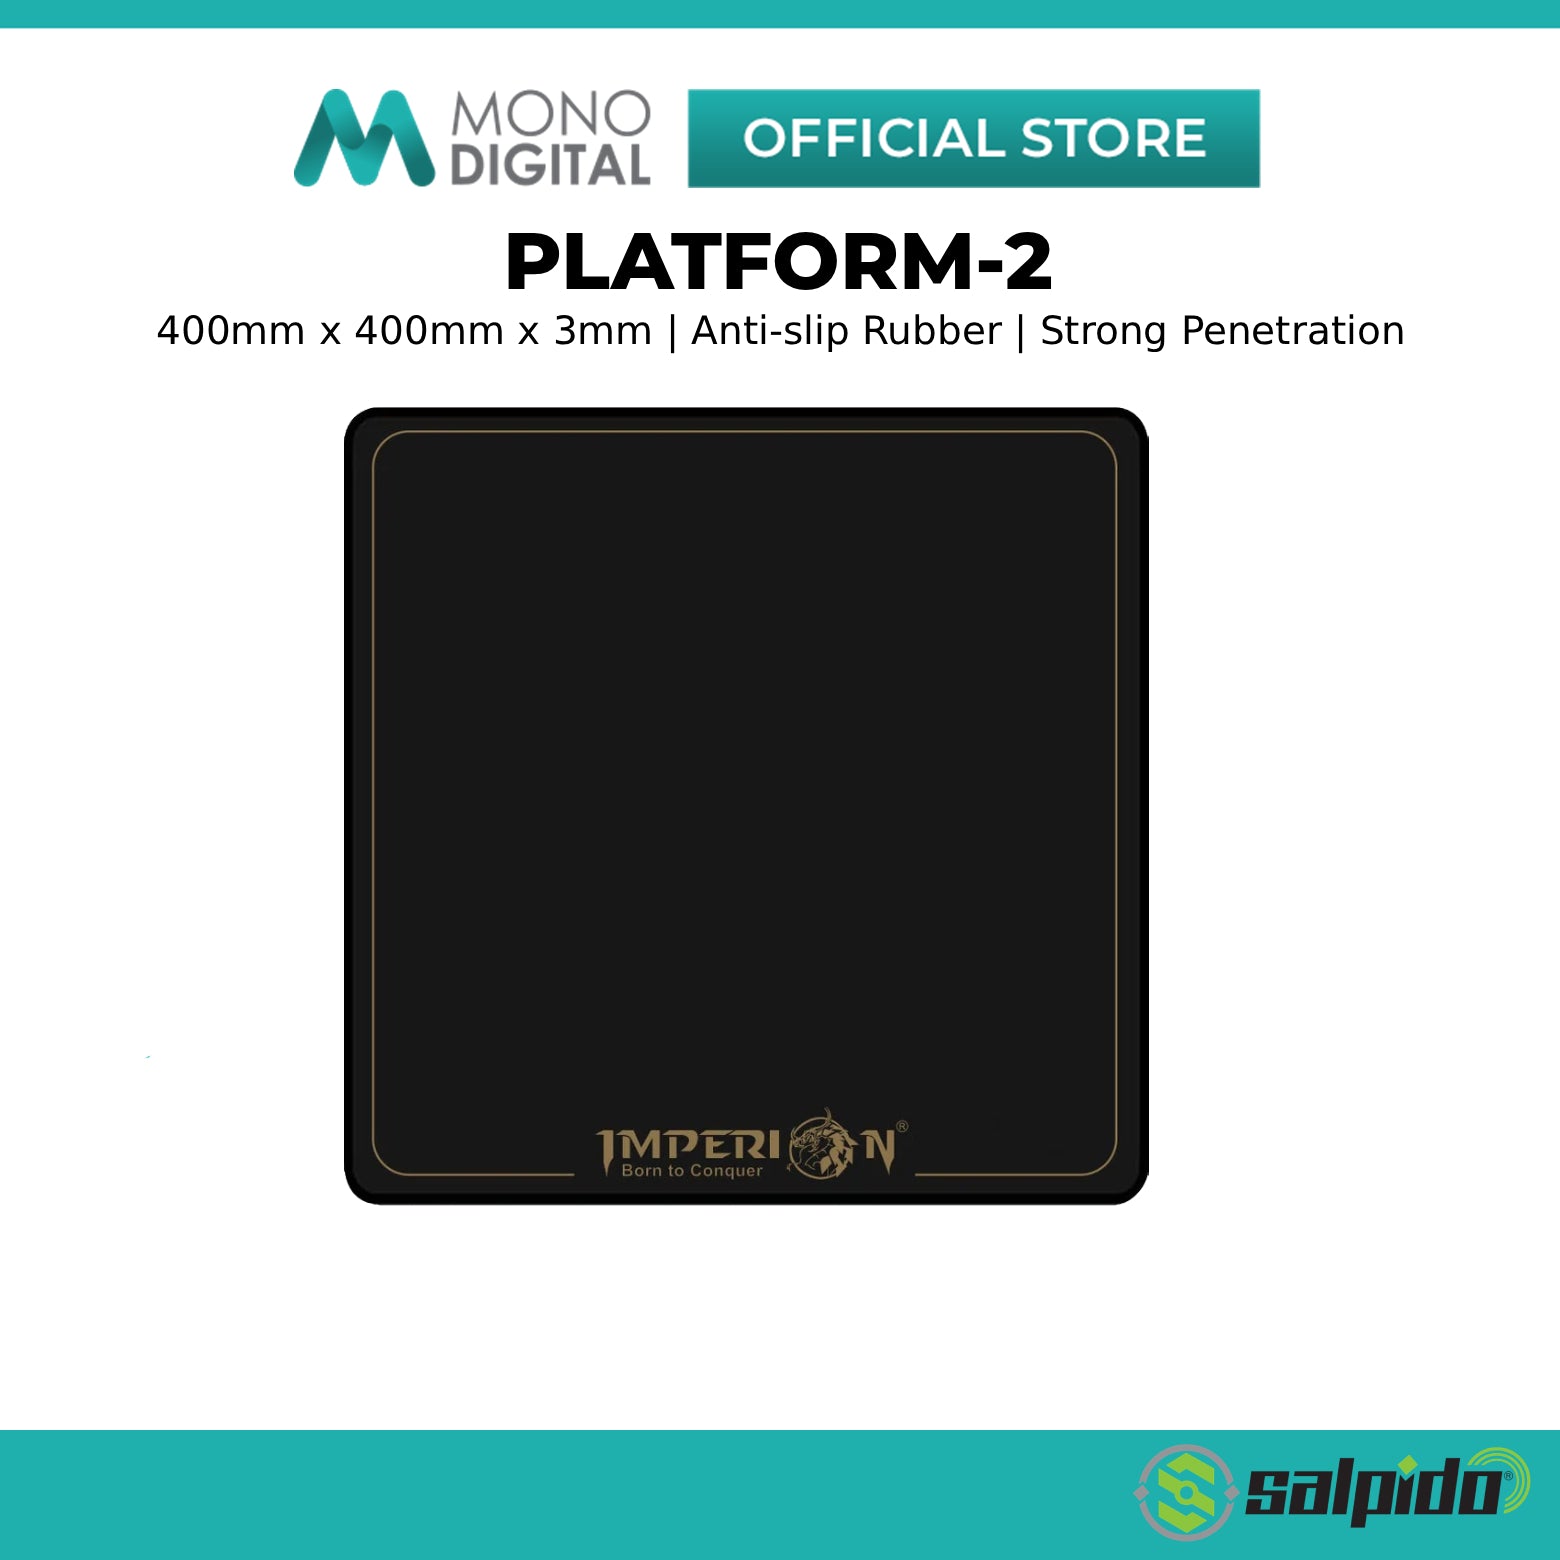 MONO
DIGITAL
OFFICIAL STORE
PLATFORM-2
400mm x 400mm x 3mm | Anti-slip Rubber | Strong Penetration
IMPERION®
Born to Conquer
salpido®